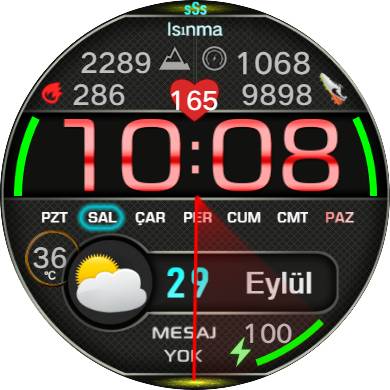 sSs
Isınma
2289 1068
286 165 9898
10:08
PZT SAL ÇAR PER CUM CMT PAZ
36
°C
29 Eylül
MESAJ
YOK
100